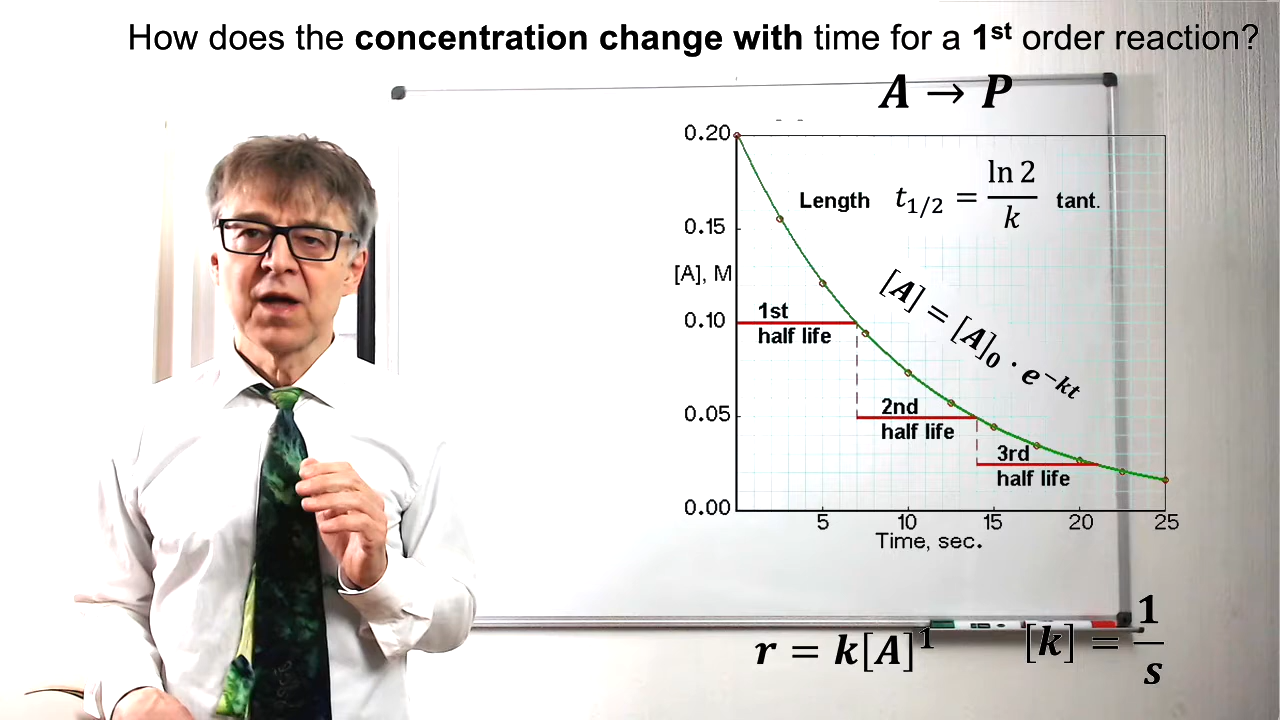 How does the concentration change with time for a 1st order reaction?
A → P
0.20
Length t1/2 = ln 2 / k tant.
0.15
[A], M
[A] = [A]0 · e^−kt
0.10
1st
half life
0.05
2nd
half life
3rd
half life
0.00
5 10 15 20 25
Time, sec.
r = k[A]^1 [k] = 1/s